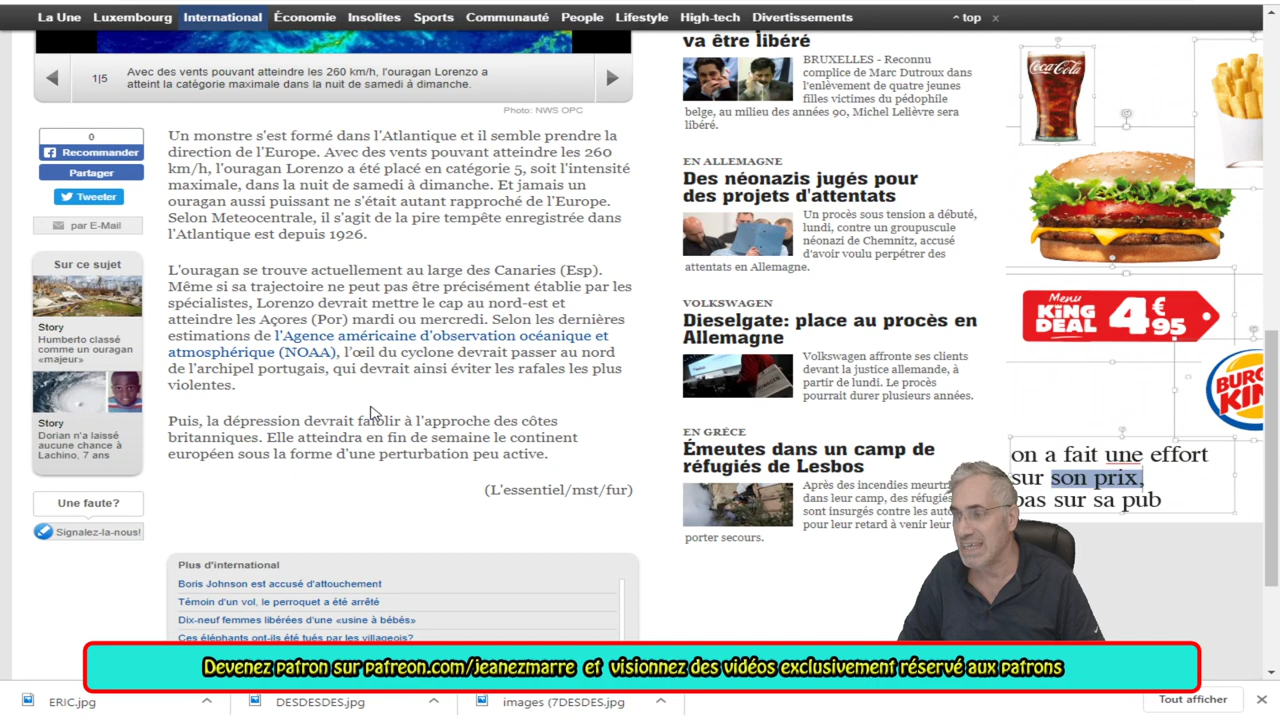 La Une Luxembourg International Économie Insolites Sports Communauté People Lifestyle High-tech Divertissements ^ top x
1|5
Avec des vents pouvant atteindre les 260 km/h, l'ouragan Lorenzo a
atteint la catégorie maximale dans la nuit de samedi à dimanche.
Photo: NWS OPC
0
Recommander
Partager
Tweeter
par E-Mail
Sur ce sujet
Story
Humberto classé
comme un ouragan
«majeur»
Story
Dorian n'a laissé
aucune chance à
Lachino, 7 ans
Une faute?
Signalez-la-nous!
Un monstre s'est formé dans l'Atlantique et il semble prendre la
direction de l'Europe. Avec des vents pouvant atteindre les 260
km/h, l'ouragan Lorenzo a été placé en catégorie 5, soit l'intensité
maximale, dans la nuit de samedi à dimanche. Et jamais un
ouragan aussi puissant ne s'était autant rapproché de l'Europe.
Selon Meteocentrale, il s'agit de la pire tempête enregistrée dans
l'Atlantique est depuis 1926.
L'ouragan se trouve actuellement au large des Canaries (Esp).
Même si sa trajectoire ne peut pas être précisément établie par les
spécialistes, Lorenzo devrait mettre le cap au nord-est et
atteindre les Açores (Por) mardi ou mercredi. Selon les dernières
estimations de l'Agence américaine d'observation océanique et
atmosphérique (NOAA), l'œil du cyclone devrait passer au nord
de l'archipel portugais, qui devrait ainsi éviter les rafales les plus
violentes.
Puis, la dépression devrait faiblir à l'approche des côtes
britanniques. Elle atteindra en fin de semaine le continent
européen sous la forme d'une perturbation peu active.
(L'essentiel/mst/fur)
Plus d'international
Boris Johnson est accusé d'attouchement
Témoin d'un vol, le perroquet a été arrêté
Dix-neuf femmes libérées d'une «usine à bébés»
Ces éléphants ont-ils été tués par les villageois?
va être libéré
BRUXELLES - Reconnu
complice de Marc Dutroux dans
l'enlèvement de quatre jeunes
filles victimes du pédophile
belge, au milieu des années 90, Michel Lelièvre sera
libéré.
EN ALLEMAGNE
Des néonazis jugés pour
des projets d'attentats
Un procès sous tension a débuté,
lundi, contre un groupuscule
néonazi de Chemnitz, accusé
d'avoir voulu perpétrer des
attentats en Allemagne.
VOLKSWAGEN
Dieselgate: place au procès en
Allemagne
Volkswagen affronte ses clients
devant la justice allemande, à
partir de lundi. Le procès
pourrait durer plusieurs années.
EN GRÈCE
Émeutes dans un camp de
réfugiés de Lesbos
Après des incendies meurtri
dans leur camp, des réfugiés
sont insurgés contre les auto
pour leur retard à venir leur
porter secours.
Coca-Cola
Menu
KING
DEAL
4€95
BURG
KING
on a fait une effort
sur son prix,
pas sur sa pub
Devenez patron sur patreon.com/jeanezmarre et visionnez des vidéos exclusivement réservé aux patrons
ERIC.jpg
DESDESDES.jpg
images (7DESDES.jpg
Tout afficher